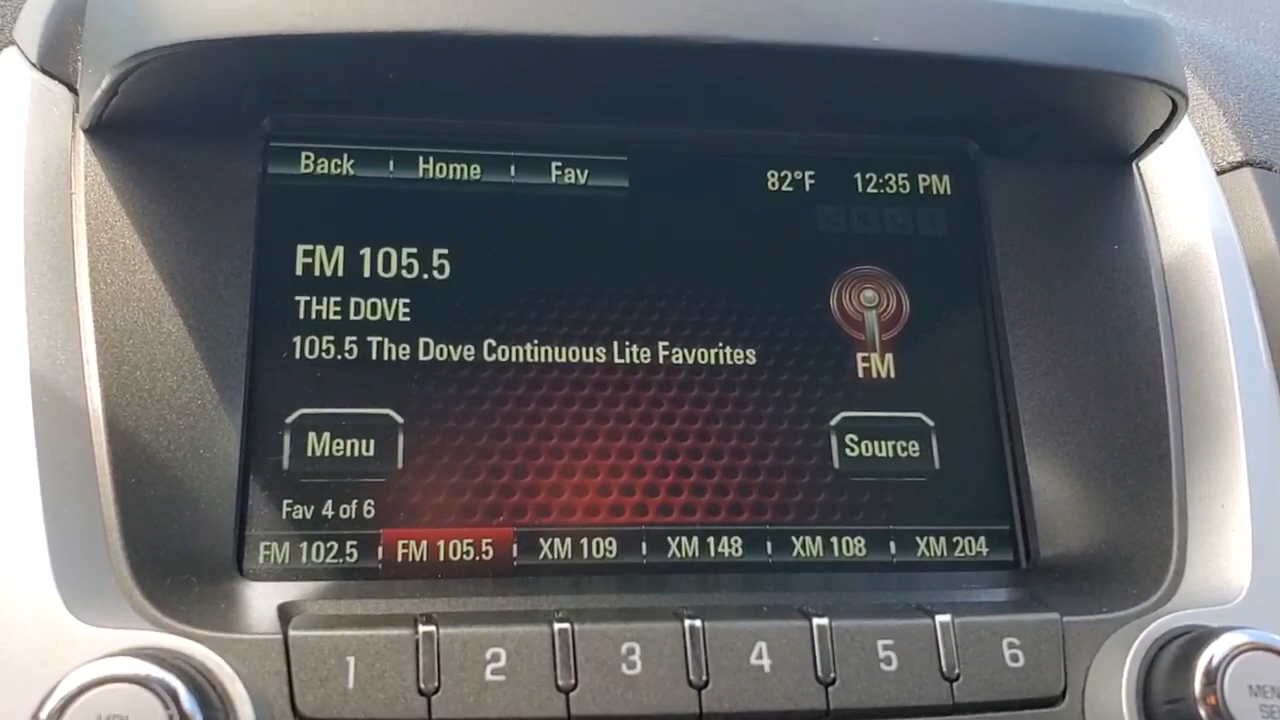 Back Home Fav 82°F 12:35 PM
FM 105.5
THE DOVE
105.5 The Dove Continuous Lite Favorites
FM
Menu Source
Fav 4 of 6
FM 102.5 FM 105.5 XM 109 XM 148 XM 108 XM 204
1 2 3 4 5 6